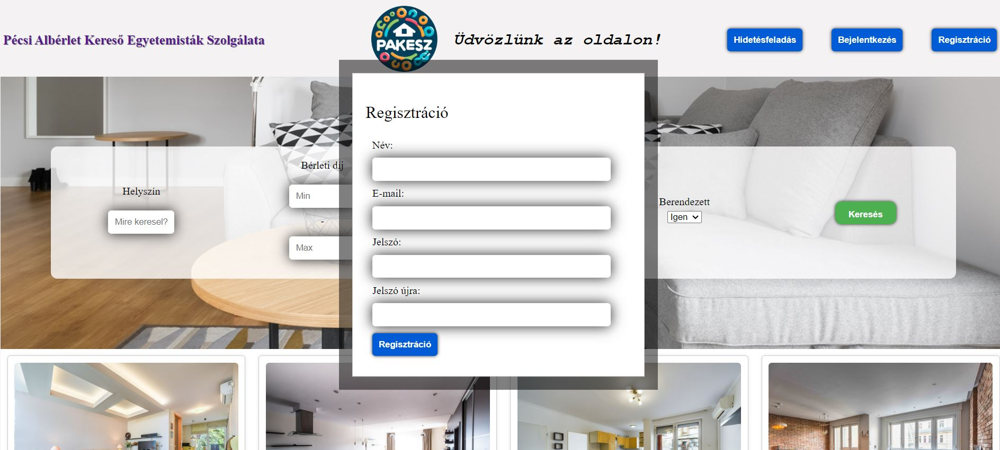 Pécsi Albérlet Kereső Egyetemisták Szolgálata
PAKESZ
Üdvözlünk az oldalon!
Hidetésfeladás
Bejelentkezés
Regisztráció
Regisztráció
Név:
E-mail:
Jelszó:
Jelszó újra:
Regisztráció
Helyszín
Mire keresel?
Bérleti díj
Min
-
Max
Berendezett
Igen
Keresés